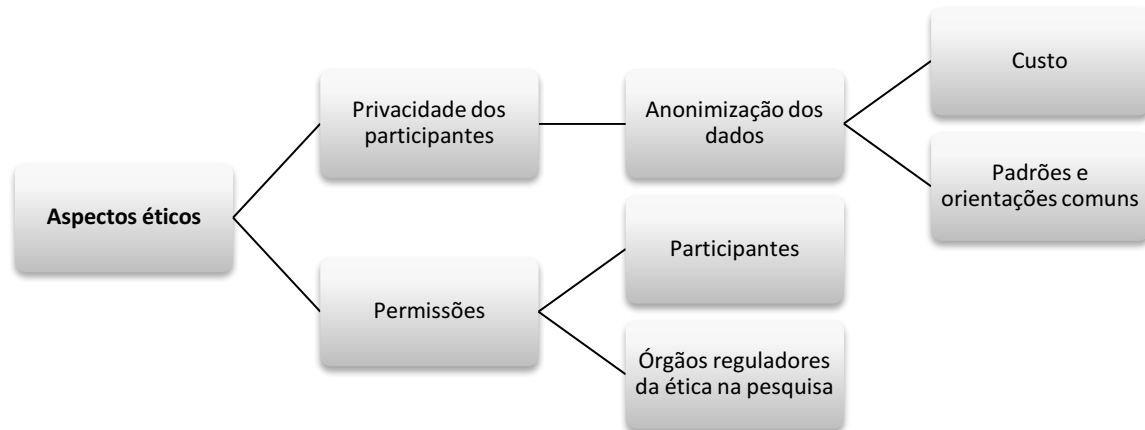 Aspectos éticos
Privacidade dos
participantes
Anonimização dos
dados
Custo
Padrões e
orientações comuns
Permissões
Participantes
Órgãos reguladores
da ética na pesquisa